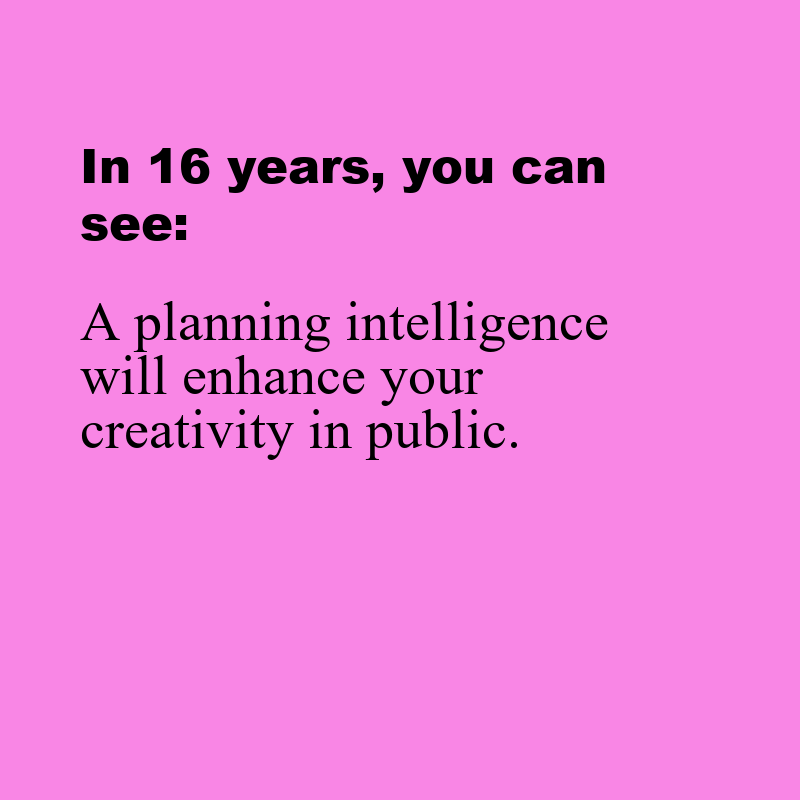 In 16 years, you can
see:
A planning intelligence
will enhance your
creativity in public.